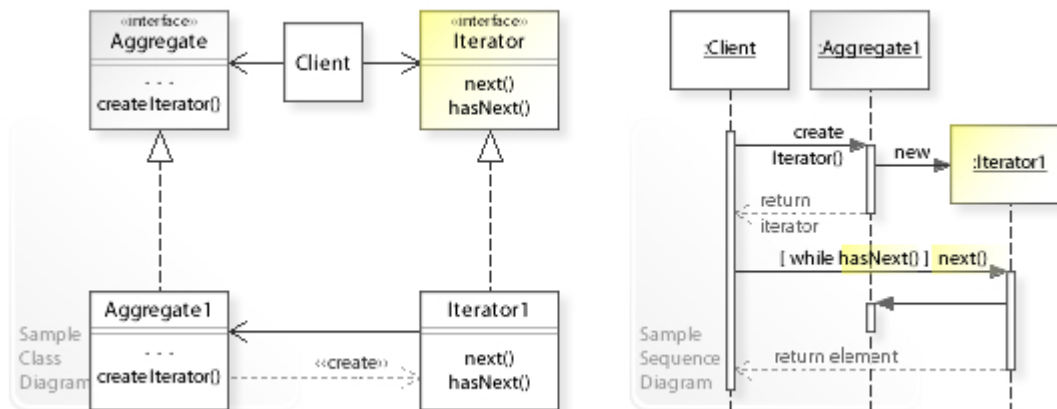 «interface»
Aggregate
. . .
createIterator()
Client
«interface»
Iterator
next()
hasNext()
Aggregate1
. . .
createIterator()
«create»
Iterator1
next()
hasNext()
Sample
Class
Diagram
:Client
:Aggregate1
create
Iterator()
new
:Iterator1
return
iterator
[ while hasNext() ] next()
return element
Sample
Sequence
Diagram